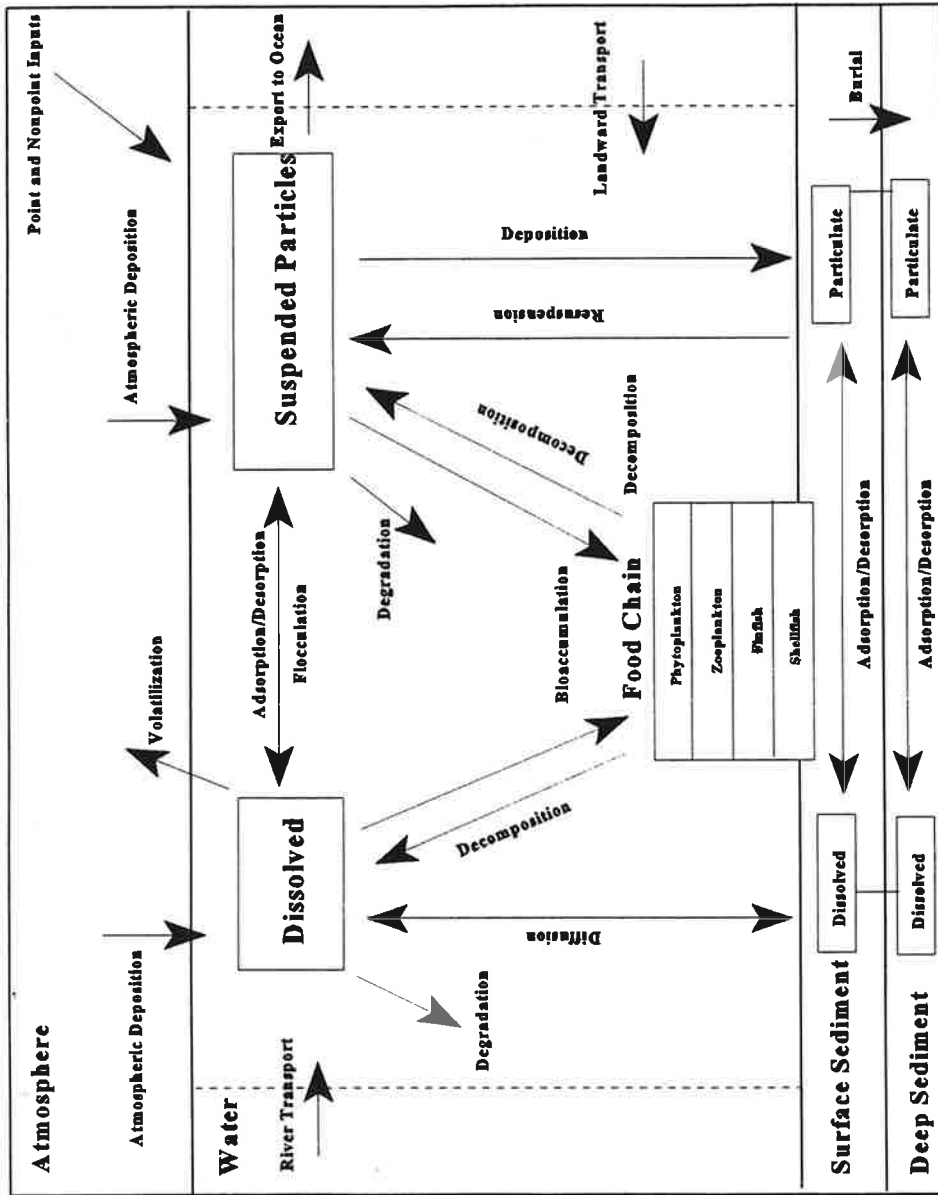 Atmosphere
Point and Nonpoint Inputs
Atmospheric Deposition
Volatilization
Atmospheric Deposition
Water
River Transport
Dissolved
Adsorption/Desorption
Flocculation
Suspended Particles
Export to Ocean
Degradation
Degradation
Decomposition
Bioaccumulation
Decomposition
Decomposition
Diffusion
Resuspension
Deposition
Landward Transport
Food Chain
Phytoplankton
Zooplankton
Finfish
Shellfish
Surface Sediment
Dissolved
Adsorption/Desorption
Particulate
Burial
Deep Sediment
Dissolved
Adsorption/Desorption
Particulate